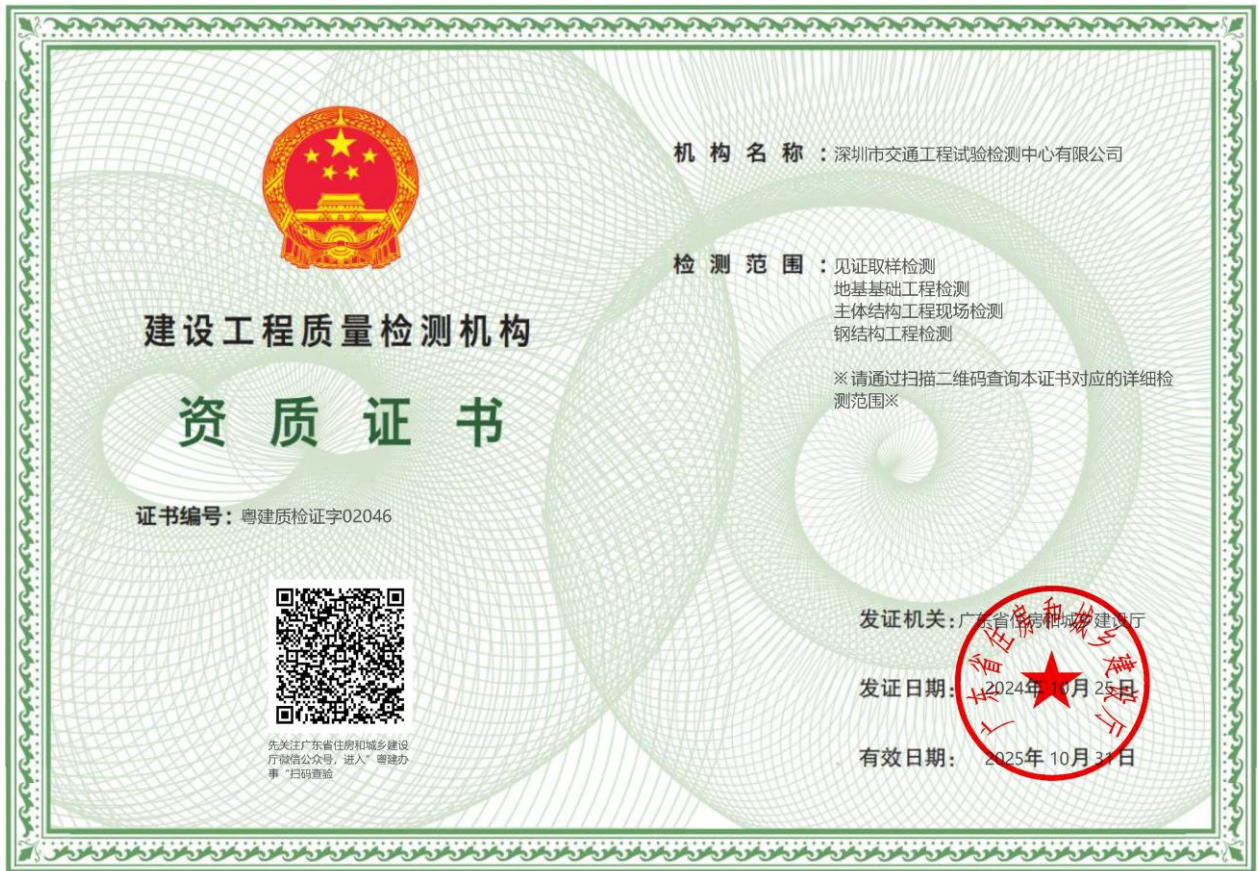 建设工程质量检测机构
资质证书
证书编号：粤建质检证字02046
先关注广东省住房和城乡建设
厅微信公众号，进入”粤建办
事“扫码查验
机构名称：深圳市交通工程试验检测中心有限公司
检测范围：见证取样检测
地基基础工程检测
主体结构工程现场检测
钢结构工程检测
※请通过扫描二维码查询本证书对应的详细检
测范围※
发证机关：广东省住房和城乡建设厅
发证日期：2024年10月25日
有效日期：2025年10月31日
广东省住房和城乡建设厅